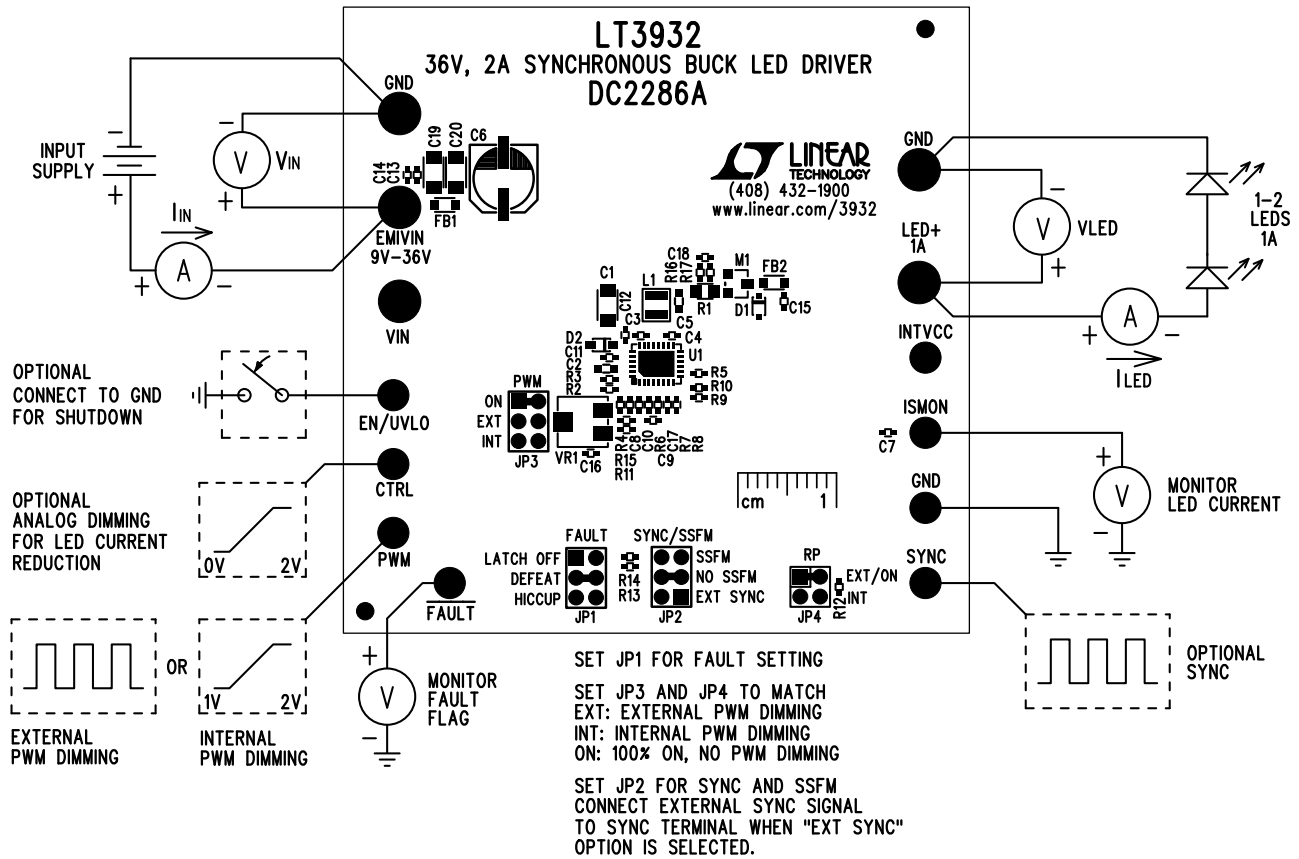 LT3932
36V, 2A SYNCHRONOUS BUCK LED DRIVER
DC2286A
GND
INPUT
SUPPLY
−
+
V
VIN
−
+
IIN
A
+
−
EMIVIN
9V-36V
VIN
C14
C13
C19
C20
C6
FB1
LINEAR
TECHNOLOGY
(408) 432-1900
www.linear.com/3932
GND
LED+
1A
−
V
VLED
+
1-2
LEDS
1A
+
A
−
ILED
C18
R16
R17
M1
FB2
C1
C12
L1
R1
D1
C15
C3
C5
C4
D2
C11
U1
C2
R3
R2
R5
R10
R9
INTVCC
OPTIONAL
CONNECT TO GND
FOR SHUTDOWN
EN/UVLO
PWM
ON
EXT
INT
JP3
VR1
C16
R4
R15
R11
C8
C10
R6
C9
C17
R7
R8
ISMON
C7
+
V
−
MONITOR
LED CURRENT
CTRL
OPTIONAL
ANALOG DIMMING
FOR LED CURRENT
REDUCTION
0V
2V
cm
1
GND
PWM
FAULT
FAULT
LATCH OFF
DEFEAT
HICCUP
JP1
R14
R13
SYNC/SSFM
SSFM
NO SSFM
EXT SYNC
JP2
RP
EXT/ON
INT
R12
JP4
SYNC
OPTIONAL
SYNC
OR
1V
2V
EXTERNAL
PWM DIMMING
INTERNAL
PWM DIMMING
+
V
−
MONITOR
FAULT
FLAG
SET JP1 FOR FAULT SETTING
SET JP3 AND JP4 TO MATCH
EXT: EXTERNAL PWM DIMMING
INT: INTERNAL PWM DIMMING
ON: 100% ON, NO PWM DIMMING
SET JP2 FOR SYNC AND SSFM
CONNECT EXTERNAL SYNC SIGNAL
TO SYNC TERMINAL WHEN "EXT SYNC"
OPTION IS SELECTED.